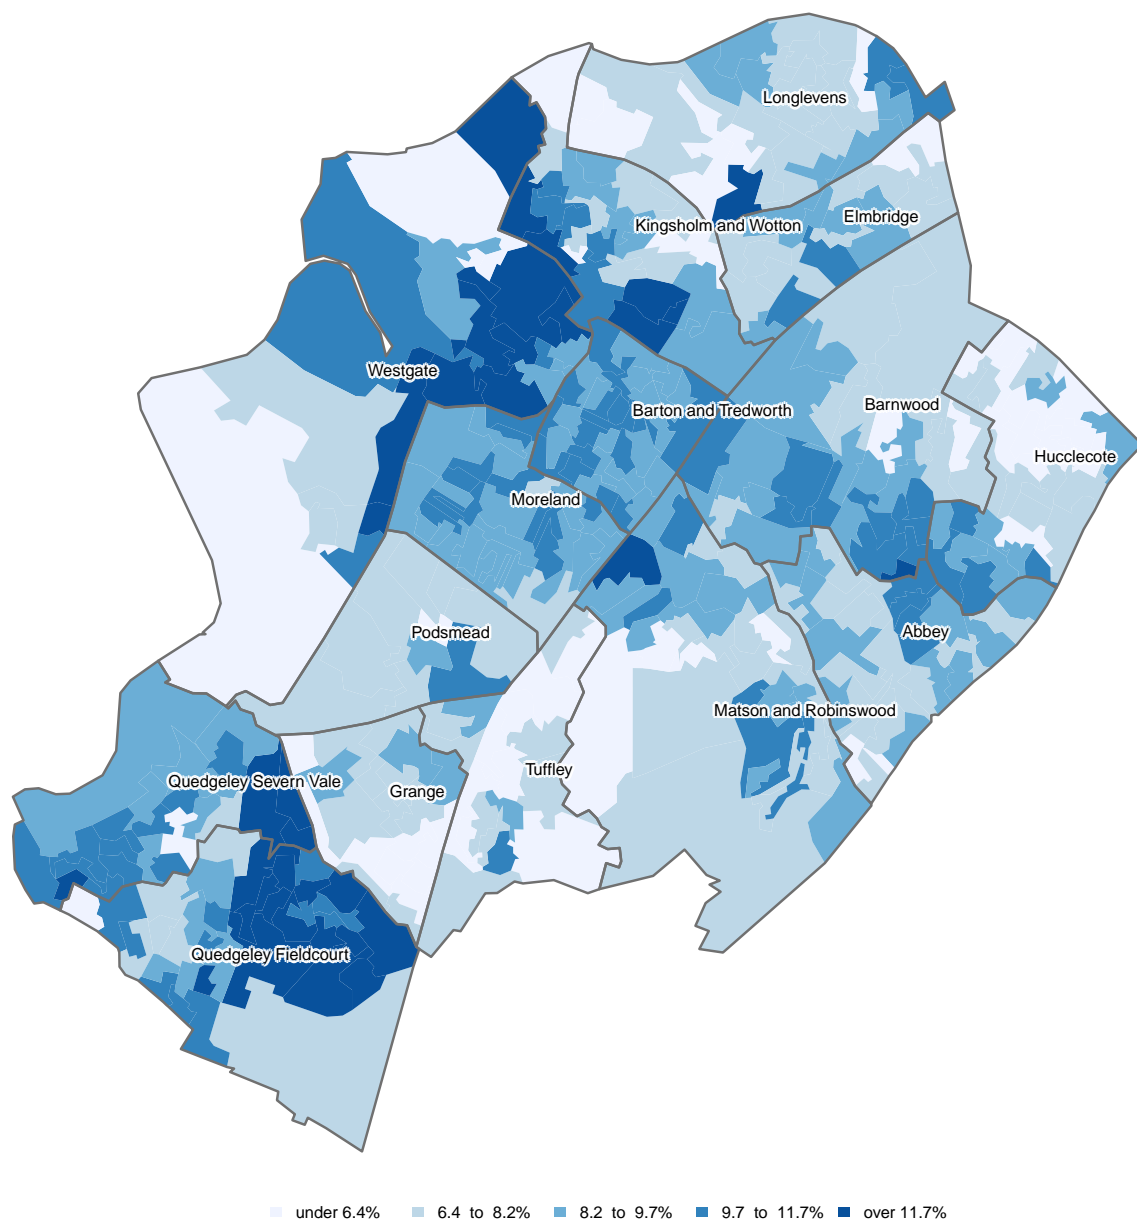 Longlevens
Elmbridge
Kingsholm and Wotton
Westgate
Barton and Tredworth
Barnwood
Hucclecote
Moreland
Podsmead
Abbey
Matson and Robinswood
Tuffley
Quedgeley Severn Vale
Grange
Quedgeley Fieldcourt
under 6.4% 6.4 to 8.2% 8.2 to 9.7% 9.7 to 11.7% over 11.7%